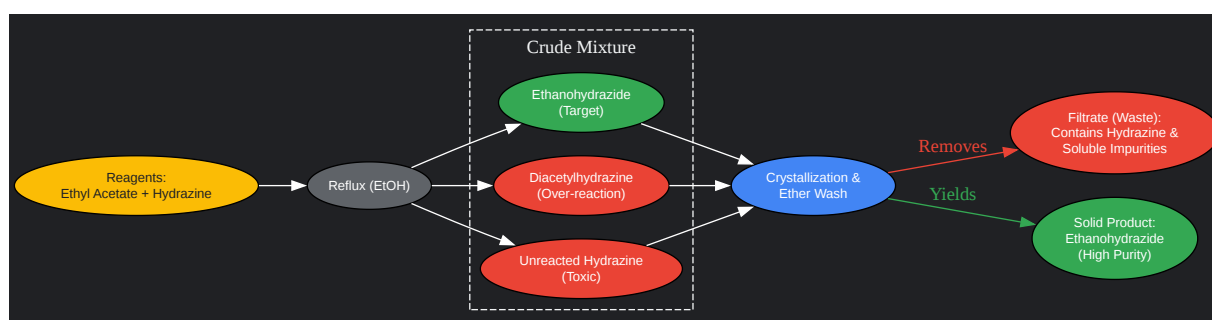 Crude Mixture
Reagents:
Ethyl Acetate + Hydrazine
Reflux (EtOH)
Ethanohydrazide
(Target)
Diacetylhydrazine
(Over-reaction)
Unreacted Hydrazine
(Toxic)
Crystallization &
Ether Wash
Removes
Yields
Filtrate (Waste):
Contains Hydrazine &
Soluble Impurities
Solid Product:
Ethanohydrazide
(High Purity)